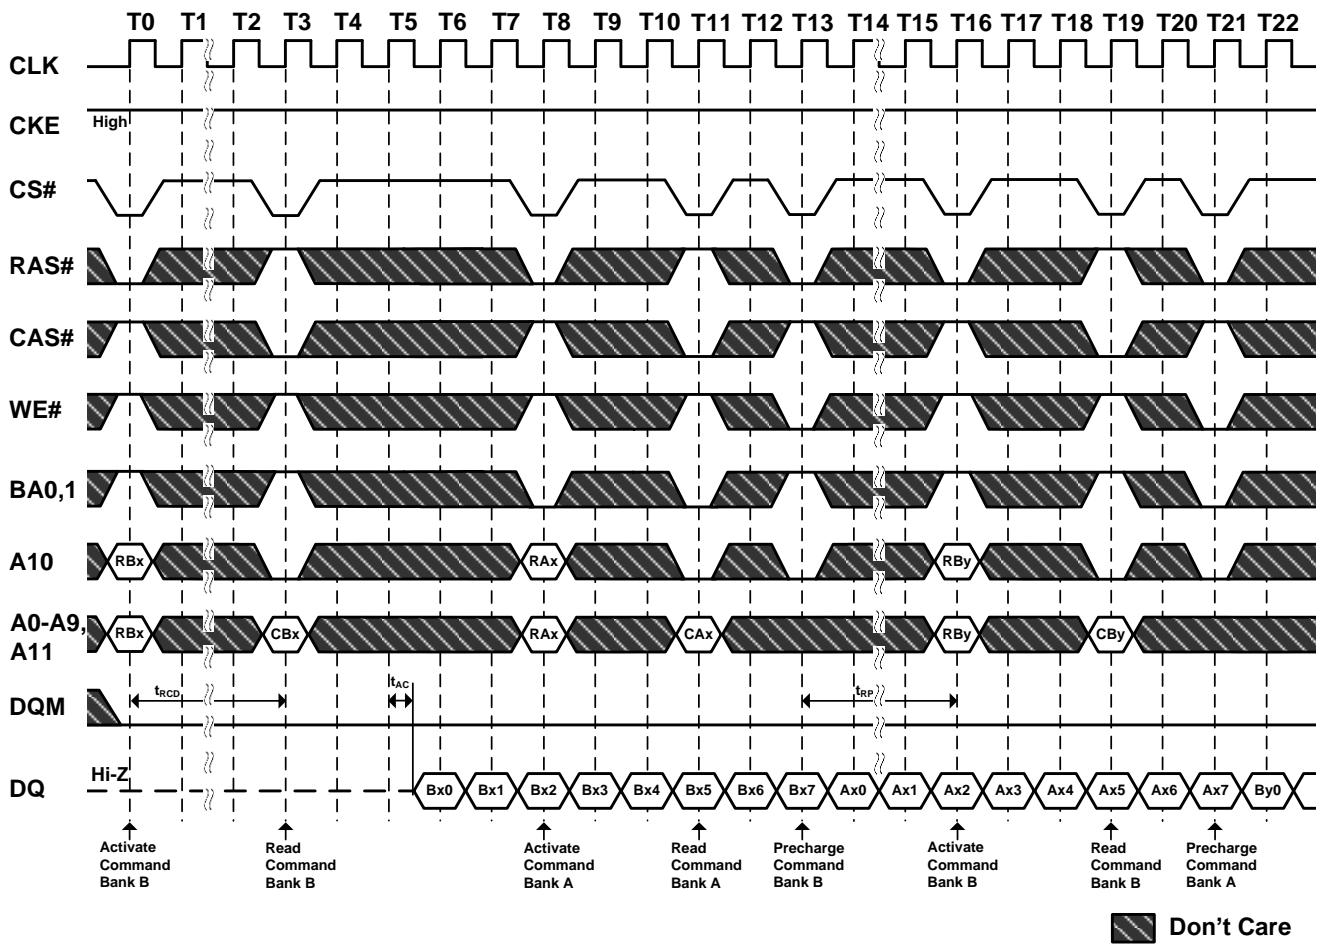 T0 T1 T2 T3 T4 T5 T6 T7 T8 T9 T10 T11 T12 T13 T14 T15 T16 T17 T18 T19 T20 T21 T22
CLK
CKE High
CS#
RAS#
CAS#
WE#
BA0,1
A10 RBx RAx RBy
A0-A9,
A11 RBx CBx RAx CAx RBy CBy
tRCD tAC tRP
DQM
Hi-Z
DQ Bx0 Bx1 Bx2 Bx3 Bx4 Bx5 Bx6 Bx7 Ax0 Ax1 Ax2 Ax3 Ax4 Ax5 Ax6 Ax7 By0
Activate Read Activate Read Precharge Activate Read Precharge
Command Command Command Command Command Command Command Command
Bank B Bank B Bank A Bank A Bank B Bank B Bank B Bank A
Don't Care